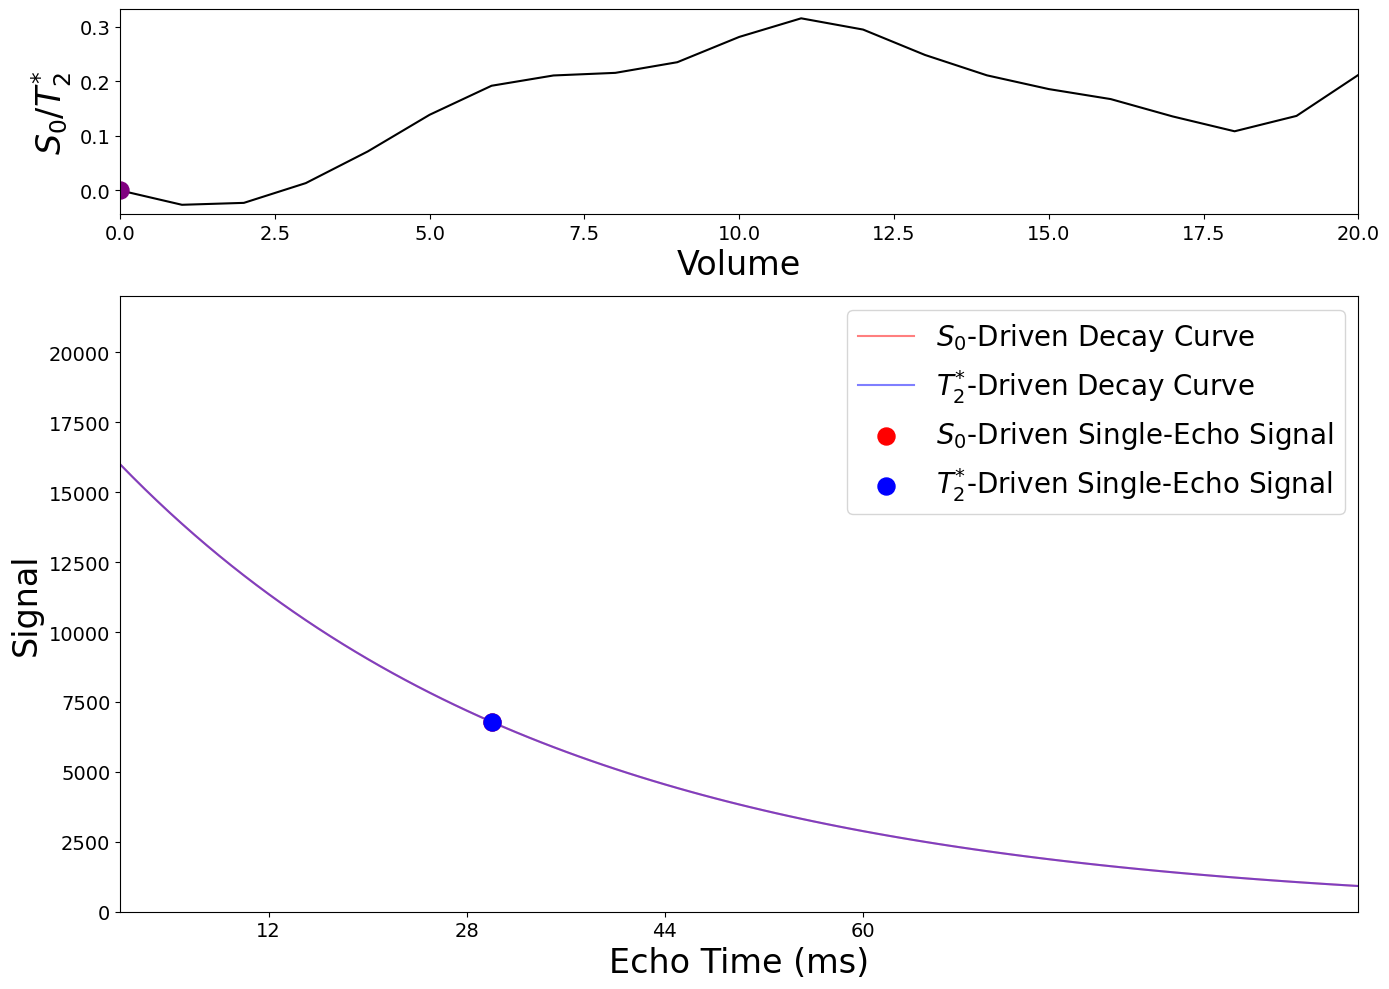 0.3
0.2
0.1
0.0
S₀/T₂*
0.0 2.5 5.0 7.5 10.0 12.5 15.0 17.5 20.0
Volume
S₀-Driven Decay Curve
T₂*-Driven Decay Curve
S₀-Driven Single-Echo Signal
T₂*-Driven Single-Echo Signal
20000
17500
15000
12500
10000
7500
5000
2500
0
Signal
12 28 44 60
Echo Time (ms)